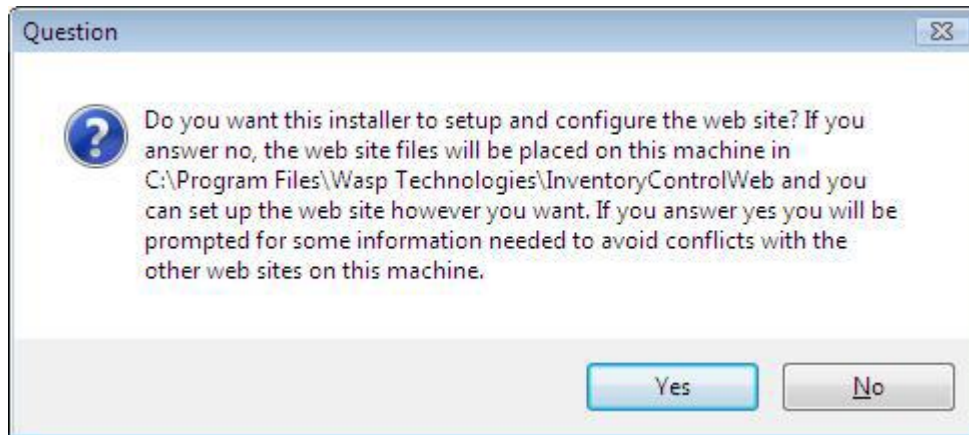 Question
Do you want this installer to setup and configure the web site? If you
answer no, the web site files will be placed on this machine in
C:\Program Files\Wasp Technologies\InventoryControlWeb and you
can set up the web site however you want. If you answer yes you will be
prompted for some information needed to avoid conflicts with the
other web sites on this machine.
Yes
No